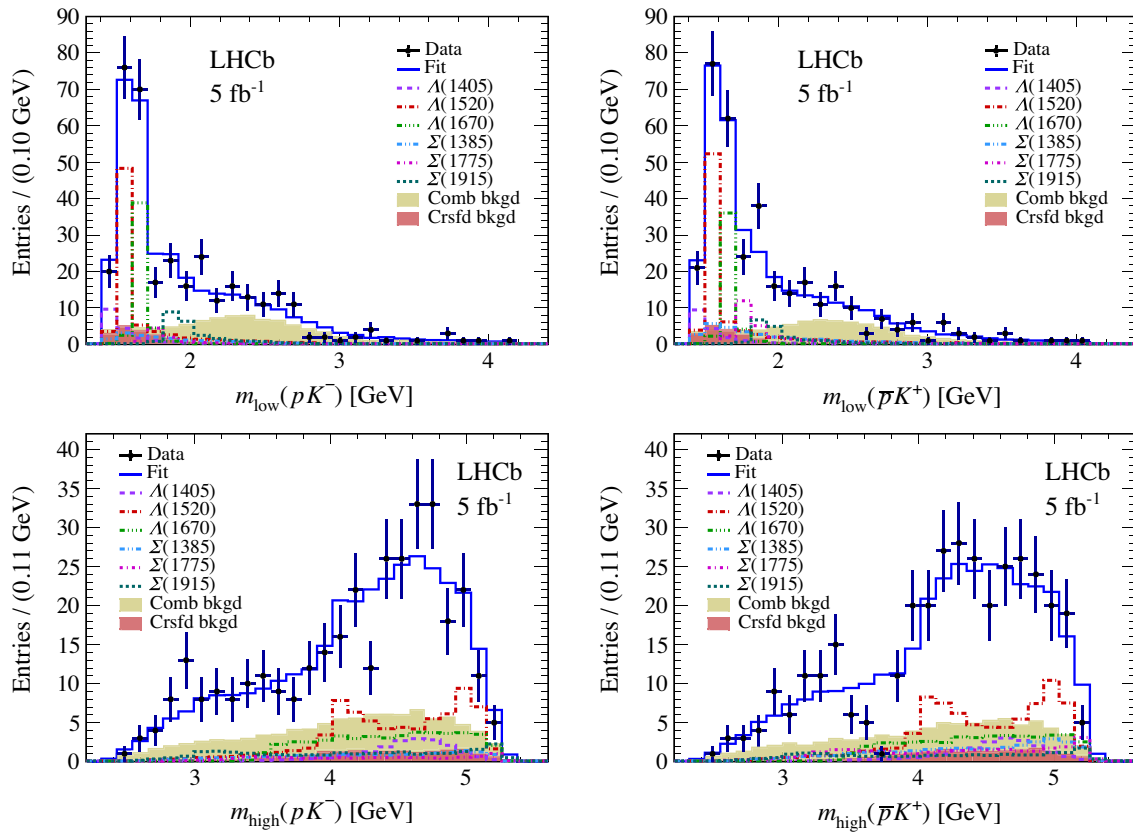 90
80
70
60
50
40
30
20
10
0
Entries / (0.10 GeV)
LHCb
5 fb⁻¹
Data
Fit
Λ(1405)
Λ(1520)
Λ(1670)
Σ(1385)
Σ(1775)
Σ(1915)
Comb bkgd
Crsfd bkgd
2 3 4
m_low(pK⁻) [GeV]
90
80
70
60
50
40
30
20
10
0
Entries / (0.10 GeV)
LHCb
5 fb⁻¹
Data
Fit
Λ(1405)
Λ(1520)
Λ(1670)
Σ(1385)
Σ(1775)
Σ(1915)
Comb bkgd
Crsfd bkgd
2 3 4
m_low(p̅K⁺) [GeV]
40
35
30
25
20
15
10
5
0
Entries / (0.11 GeV)
Data
Fit
Λ(1405)
Λ(1520)
Λ(1670)
Σ(1385)
Σ(1775)
Σ(1915)
Comb bkgd
Crsfd bkgd
LHCb
5 fb⁻¹
3 4 5
m_high(pK⁻) [GeV]
40
35
30
25
20
15
10
5
0
Entries / (0.11 GeV)
Data
Fit
Λ(1405)
Λ(1520)
Λ(1670)
Σ(1385)
Σ(1775)
Σ(1915)
Comb bkgd
Crsfd bkgd
LHCb
5 fb⁻¹
3 4 5
m_high(p̅K⁺) [GeV]